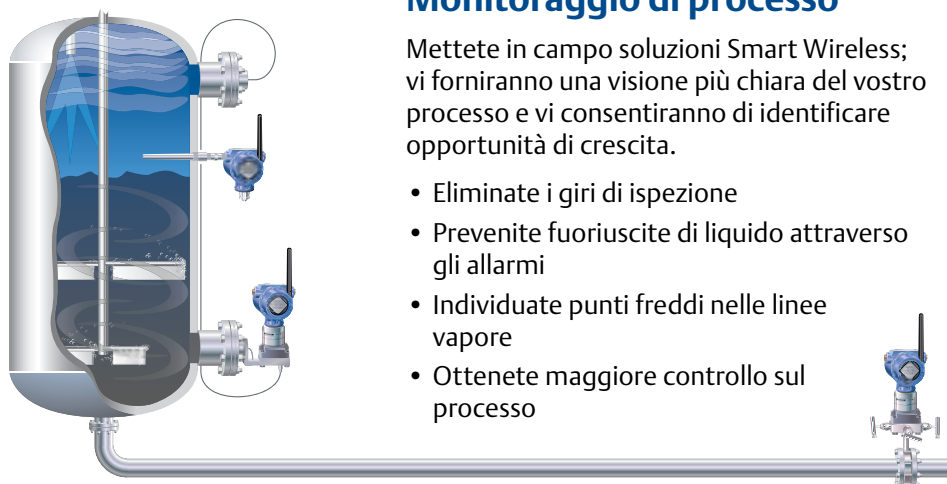 Monitoraggio di processo
Mettete in campo soluzioni Smart Wireless;
vi forniranno una visione più chiara del vostro
processo e vi consentiranno di identificare
opportunità di crescita.
• Eliminate i giri di ispezione
• Prevenite fuoriuscite di liquido attraverso
gli allarmi
• Individuate punti freddi nelle linee
vapore
• Ottenete maggiore controllo sul
processo